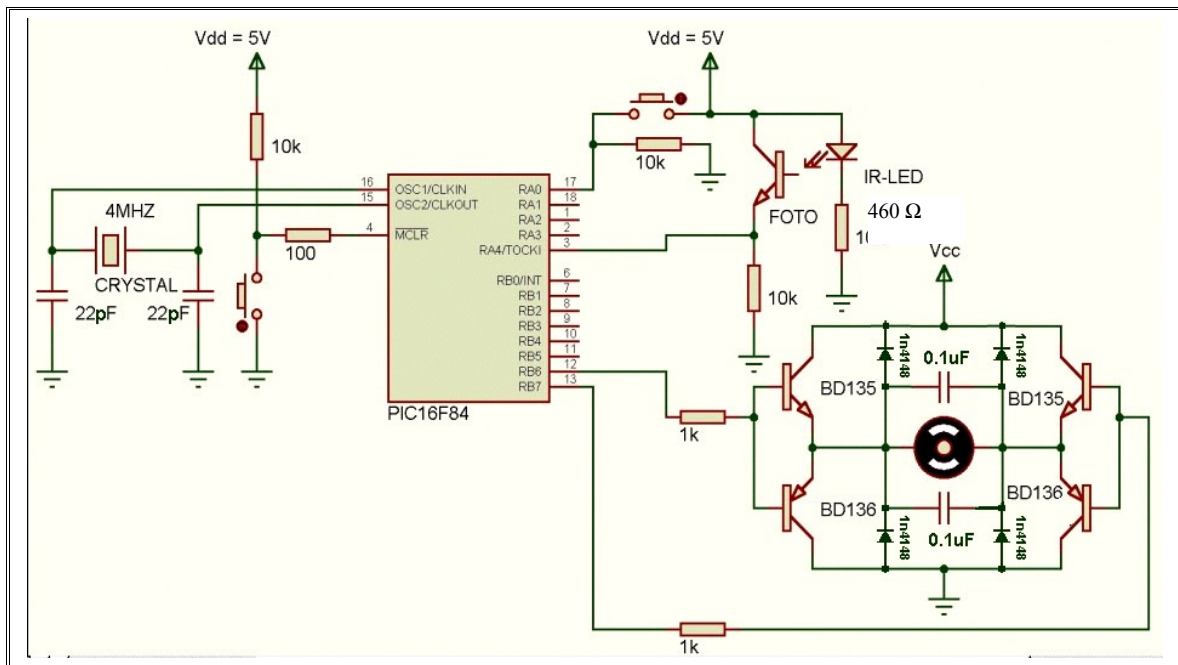 Vdd = 5V
Vdd = 5V
10k
10k
IR-LED
FOTO
460 Ω
16
15
4
OSC1/CLKIN
OSC2/CLKOUT
MCLR
RA0
RA1
RA2
RA3
RA4/TOCKI
RB0/INT
RB1
RB2
RB3
RB4
RB5
RB6
RB7
17
18
1
2
3
6
7
8
9
10
11
12
13
4MHZ
CRYSTAL
22pF
22pF
100
10k
Vcc
PIC16F84
1k
1n4148
1n4148
0.1uF
BD135
BD135
BD136
BD136
1n4148
1n4148
0.1uF
1k